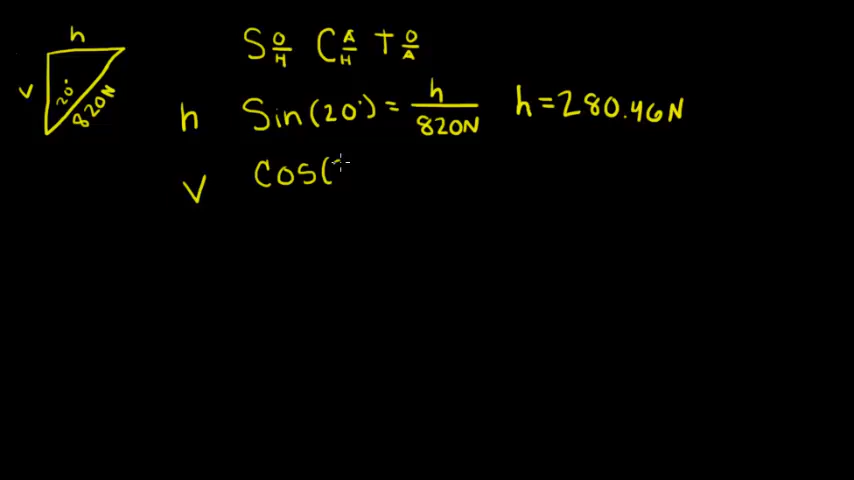 h
v
20°
820N
S O/H C A/H T O/A
h Sin(20°) = h/820N h=280.46N
V COS(